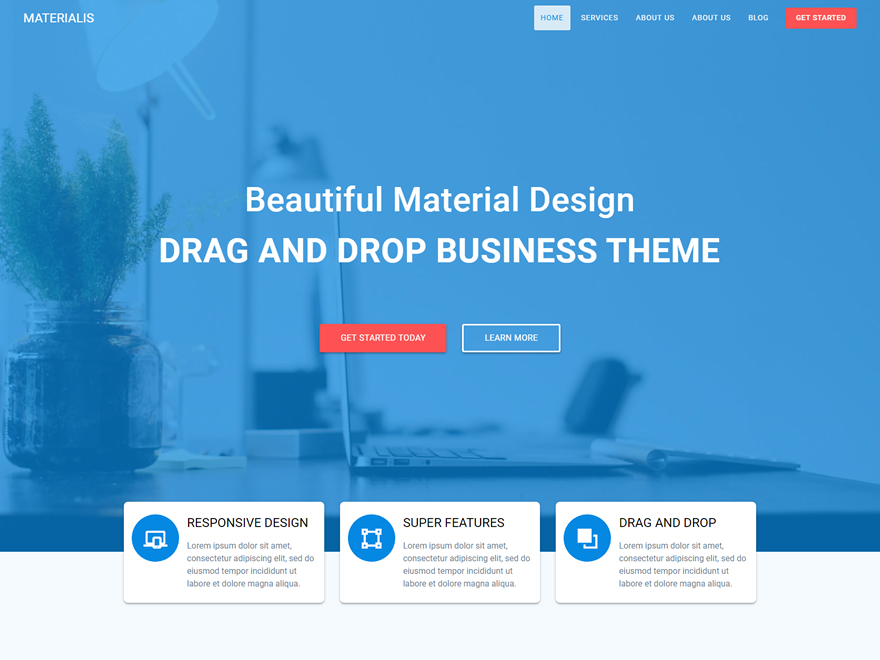 MATERIALIS
HOME SERVICES ABOUT US ABOUT US BLOG GET STARTED
Beautiful Material Design
DRAG AND DROP BUSINESS THEME
GET STARTED TODAY LEARN MORE
RESPONSIVE DESIGN
Lorem ipsum dolor sit amet,
consectetur adipiscing elit, sed do
eiusmod tempor incididunt ut
labore et dolore magna aliqua.
SUPER FEATURES
Lorem ipsum dolor sit amet,
consectetur adipiscing elit, sed do
eiusmod tempor incididunt ut
labore et dolore magna aliqua.
DRAG AND DROP
Lorem ipsum dolor sit amet,
consectetur adipiscing elit, sed do
eiusmod tempor incididunt ut
labore et dolore magna aliqua.